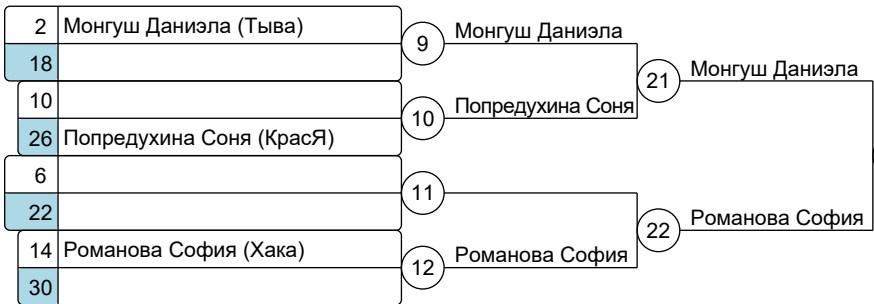 2 Монгуш Даниэла (Тыва)
18
9 Монгуш Даниэла
10
26 Попредухина Соня (КрасЯ)
10 Попредухина Соня
21 Монгуш Даниэла
6
22
11
14 Романова София (Хака)
30
12 Романова София
22 Романова София